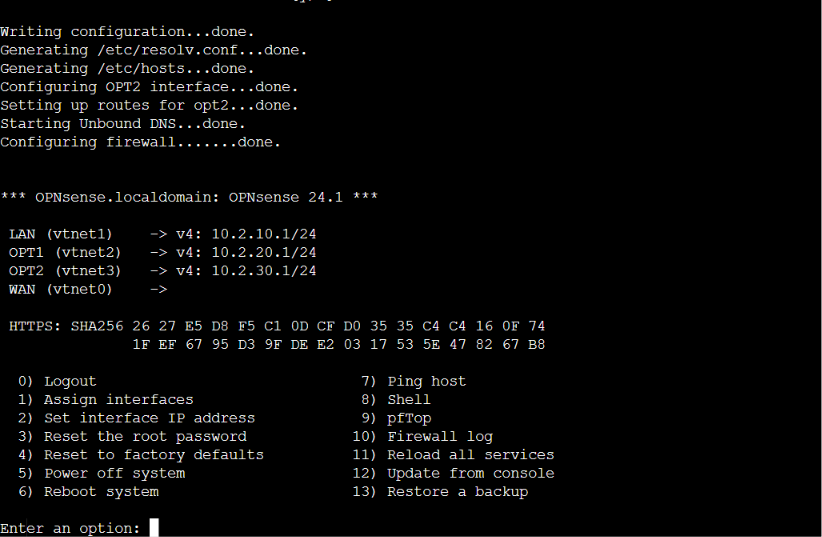 Writing configuration...done.
Generating /etc/resolv.conf...done.
Generating /etc/hosts...done.
Configuring OPT2 interface...done.
Setting up routes for opt2...done.
Starting Unbound DNS...done.
Configuring firewall.......done.
*** OPNsense.localdomain: OPNsense 24.1 ***
LAN (vtnet1)    -> v4: 10.2.10.1/24
OPT1 (vtnet2)   -> v4: 10.2.20.1/24
OPT2 (vtnet3)   -> v4: 10.2.30.1/24
WAN (vtnet0)    ->
HTTPS: SHA256 26 27 E5 D8 F5 C1 0D CF D0 35 35 C4 C4 16 0F 74
1F EF 67 95 D3 9F DE E2 03 17 53 5E 47 82 67 B8
0) Logout                              7) Ping host
1) Assign interfaces                   8) Shell
2) Set interface IP address            9) pfTop
3) Reset the root password            10) Firewall log
4) Reset to factory defaults          11) Reload all services
5) Power off system                   12) Update from console
6) Reboot system                      13) Restore a backup
Enter an option: